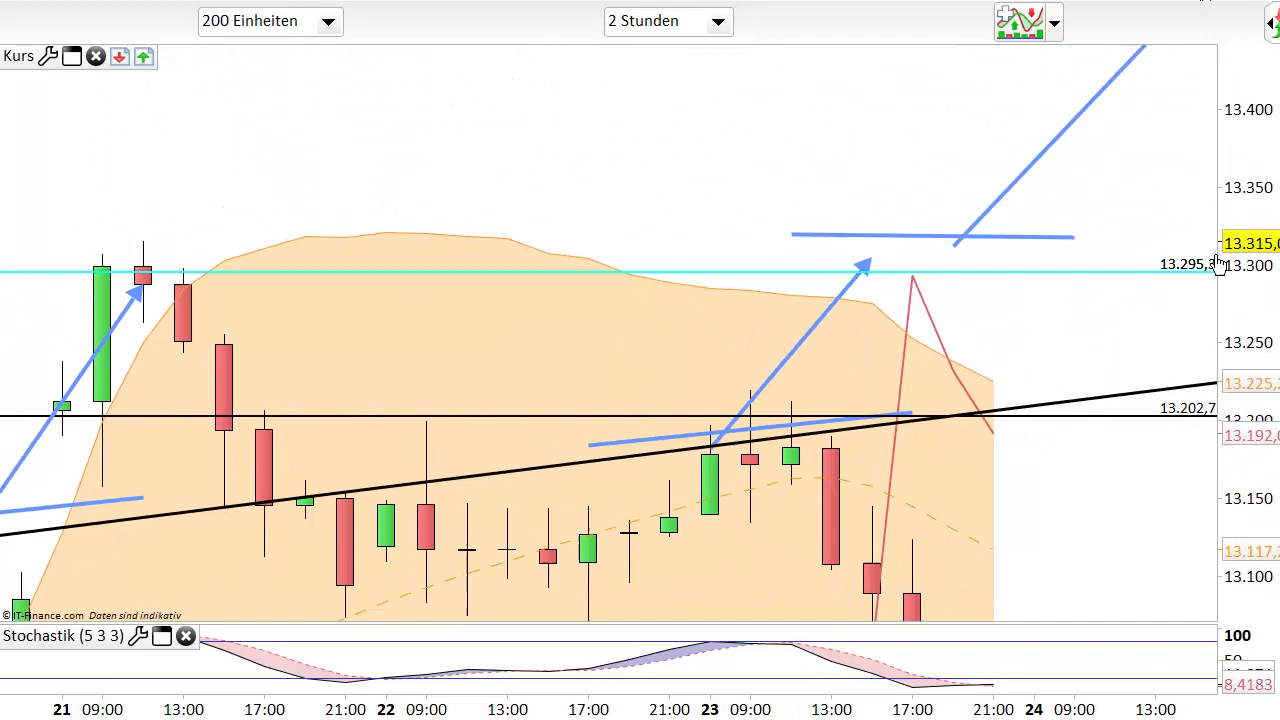 200 Einheiten
2 Stunden
Kurs
13.400
13.350
13.315,0
13.295,3
13.300
13.250
13.225,2
13.202,7
13.192,0
13.150
13.117,2
13.100
© IT-Finance.com Daten sind indikativ
Stochastik (5 3 3)
100
8,4183
21 09:00 13:00 17:00 21:00 22 09:00 13:00 17:00 21:00 23 09:00 13:00 17:00 21:00 24 09:00 13:00